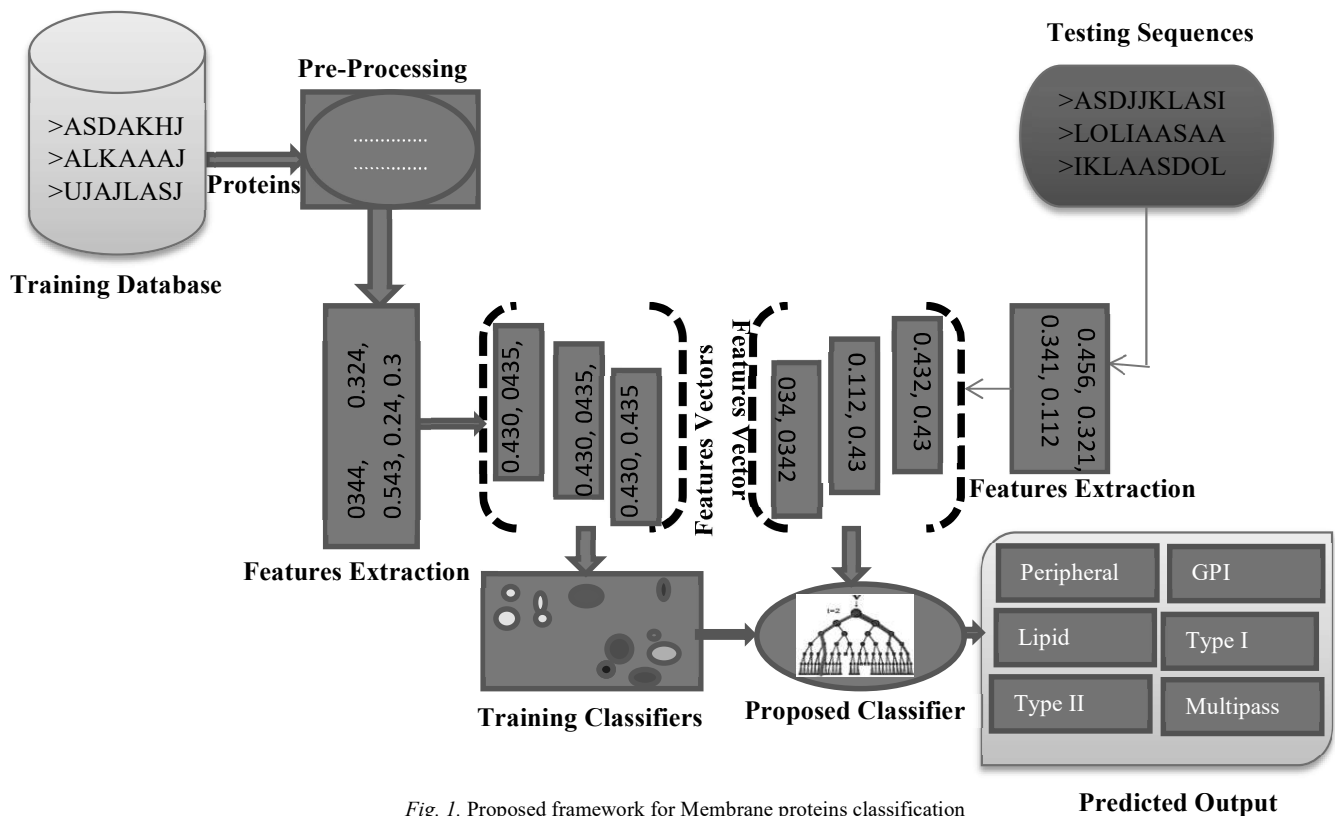 Testing Sequences
Pre-Processing
>ASDAKHJ
>ALKAAAJ
>UJAJLASJ
Proteins
..............
..............
>ASDJJKLASI
>LOLIAASAA
>IKLAASDOL
Training Database
0344, 0.324,
0.543, 0.24, 0.3
Features Extraction
0.430, 0435,
0.430, 0435,
0.430, 0.435
Features Vectors
Features Vector
034, 0342
0.112, 0.43
0.432, 0.43
0.456, 0.321,
0.341, 0.112
Features Extraction
Training Classifiers
i=2
Proposed Classifier
Peripheral
GPI
Lipid
Type I
Type II
Multipass
Predicted Output
Fig. 1. Proposed framework for Membrane proteins classification